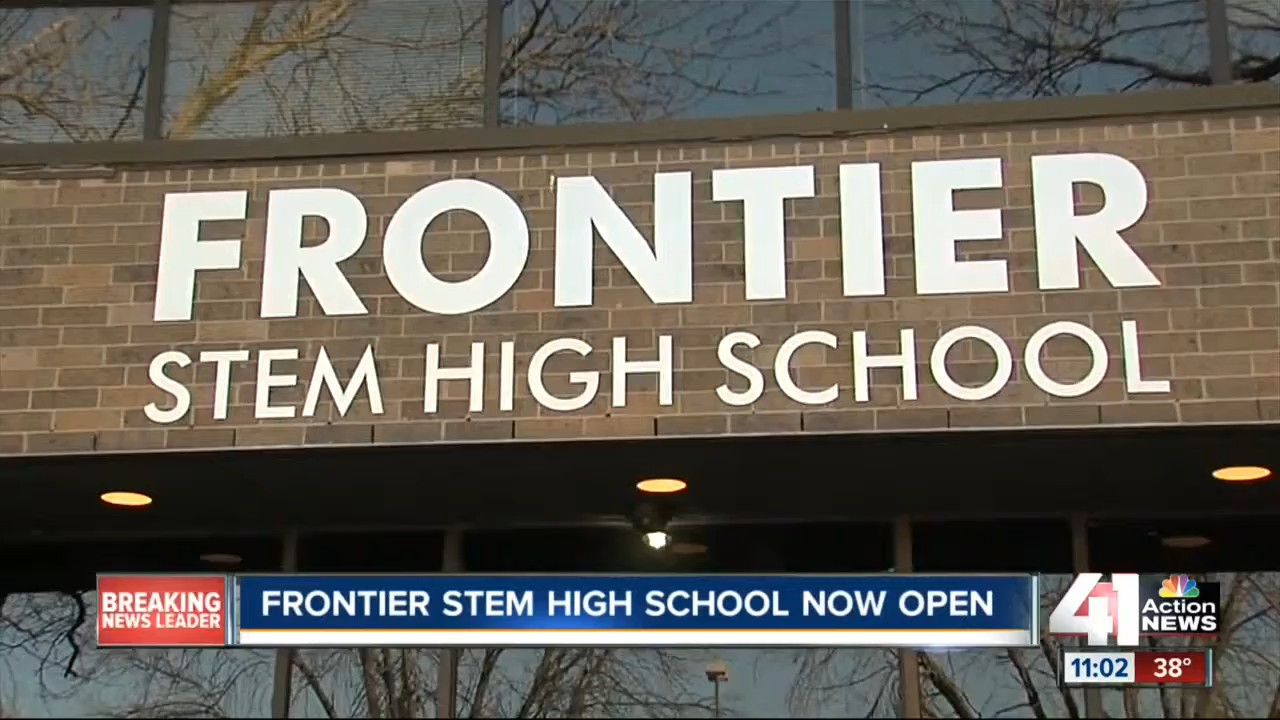 FRONTIER
STEM HIGH SCHOOL
BREAKING
NEWS LEADER
FRONTIER STEM HIGH SCHOOL NOW OPEN
41
Action
NEWS
11:02
38°